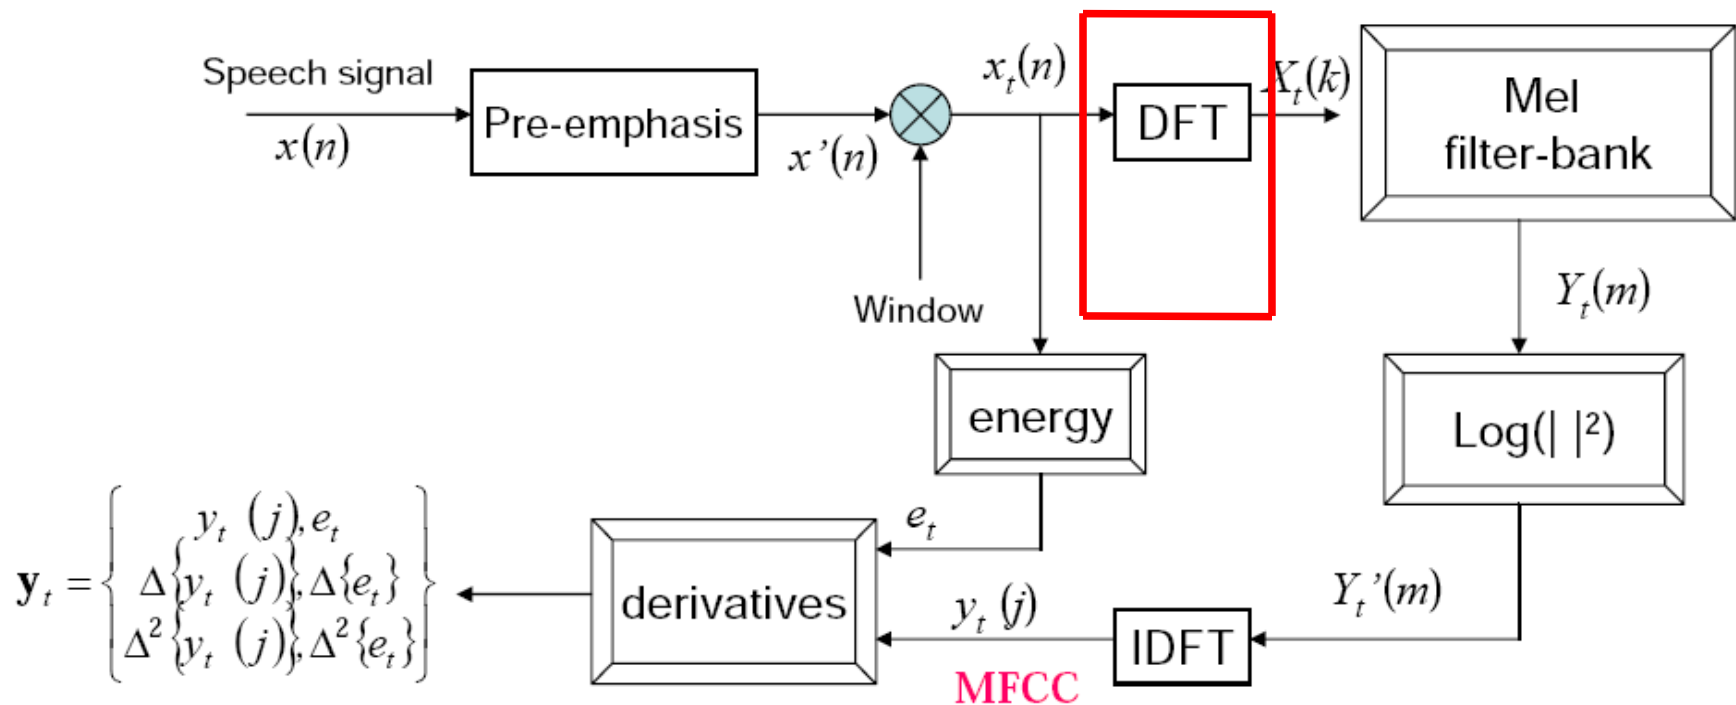 Speech signal
x(n)
Pre-emphasis
x’(n)
Window
x_t(n)
DFT
X_t(k)
Mel
filter-bank
Y_t(m)
Log(| |²)
Y_t’(m)
IDFT
y_t (j)
MFCC
energy
e_t
derivatives
y_t = { y_t (j), e_t
Δ{y_t (j)}, Δ{e_t}
Δ²{y_t (j)}, Δ²{e_t} }